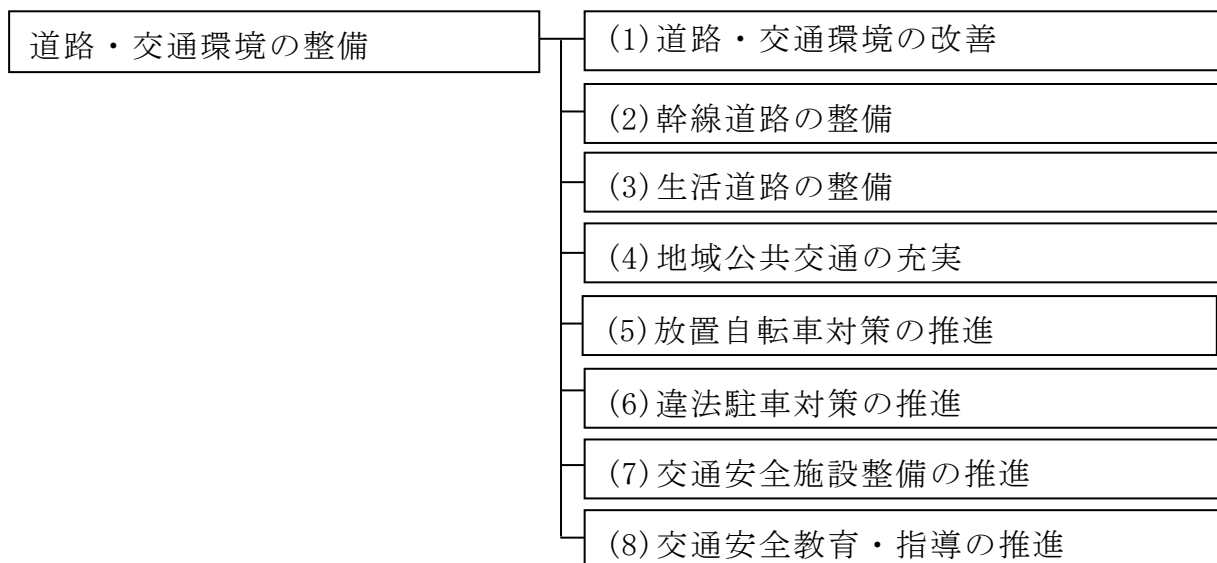 道路・交通環境の整備
(1)道路・交通環境の改善
(2)幹線道路の整備
(3)生活道路の整備
(4)地域公共交通の充実
(5)放置自転車対策の推進
(6)違法駐車対策の推進
(7)交通安全施設整備の推進
(8)交通安全教育・指導の推進